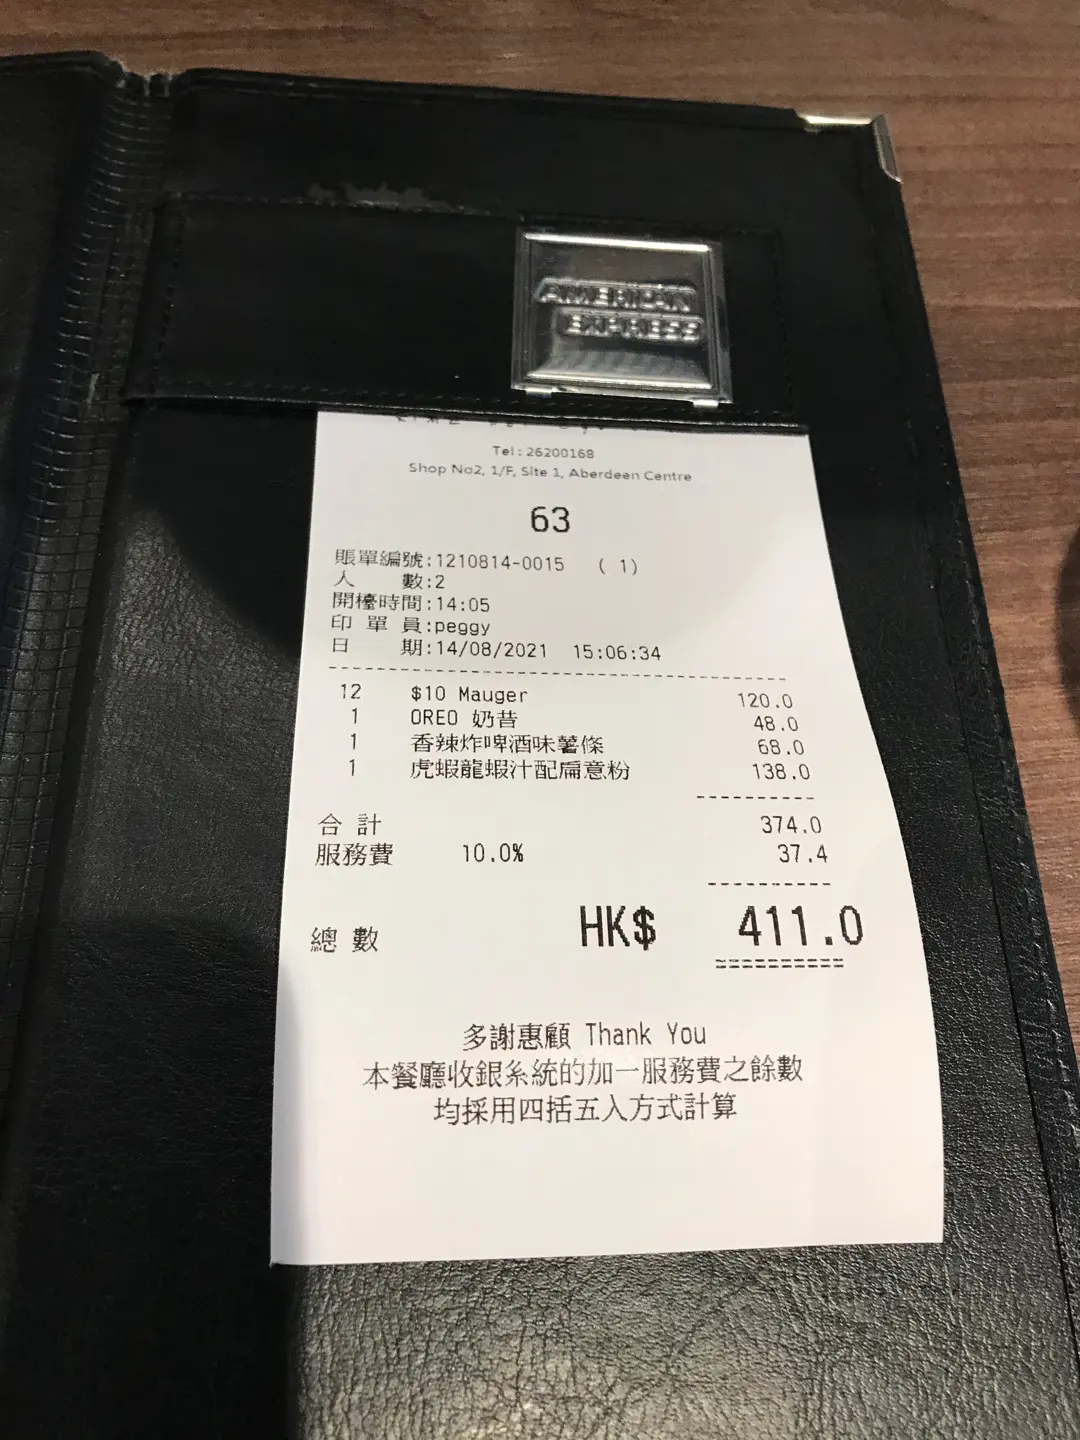 AMERICAN
EXPRESS
Tel: 26200168
Shop No2, 1/F, Site 1, Aberdeen Centre
63
賬單編號:1210814-0015 ( 1)
人 數:2
開檯時間:14:05
印 單 員:peggy
日 期:14/08/2021 15:06:34
12 $10 Mauger 120.0
1 OREO 奶昔 48.0
1 香辣炸啤酒味薯條 68.0
1 虎蝦龍蝦汁配扁意粉 138.0
合 計 374.0
服務費 10.0% 37.4
總 數 HK$ 411.0
多謝惠顧 Thank You
本餐廳收銀系統的加一服務費之餘數
均採用四括五入方式計算